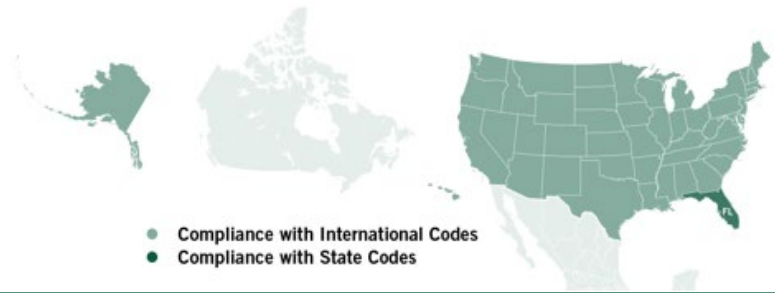 FL
Compliance with International Codes
Compliance with State Codes